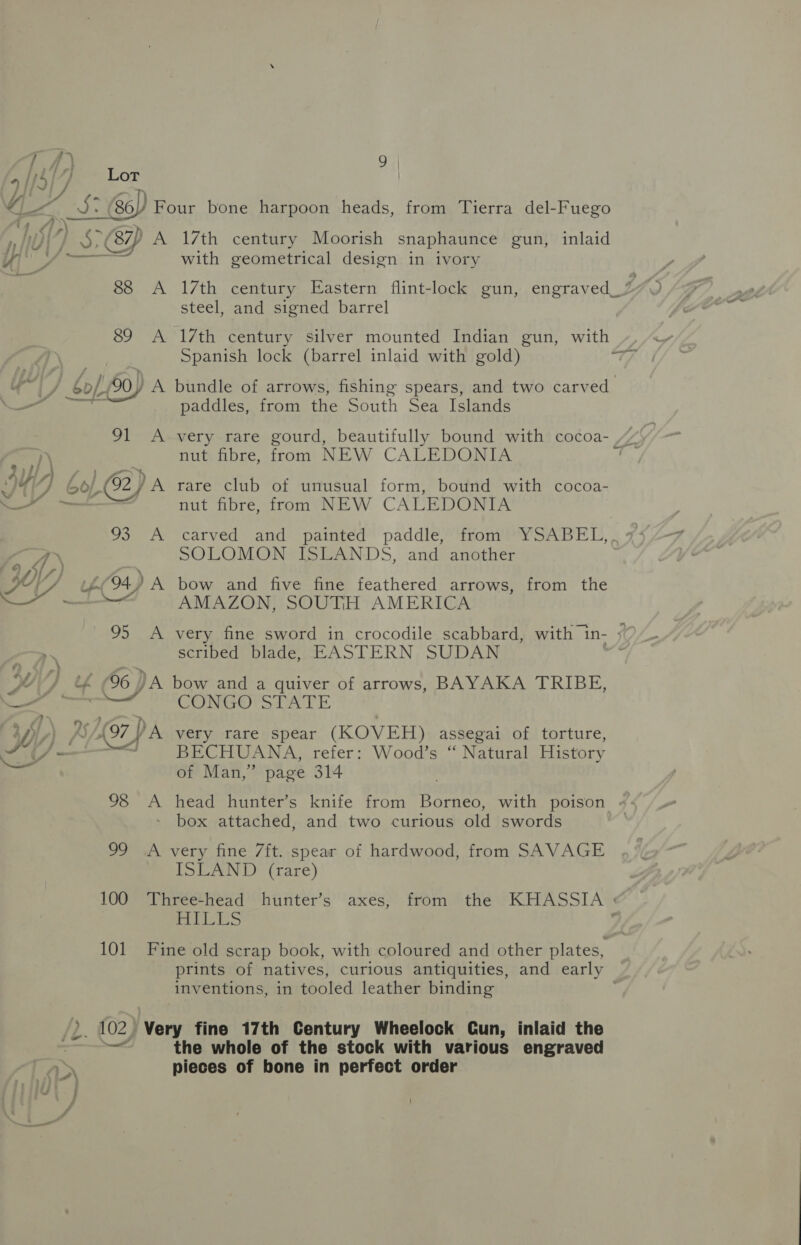 9
Lot
86 Four bone harpoon heads, from Tierra del-Fuego
87 A 17th century Moorish snaphaunce gun, inlaid
with geometrical design in ivory
88 A 17th century Eastern flint-lock gun, engraved
steel, and signed barrel
89 A 17th century silver mounted Indian gun, with
Spanish lock (barrel inlaid with gold)
90 A bundle of arrows, fishing spears, and two carved
paddles, from the South Sea Islands
91 A very rare gourd, beautifully bound with cocoa-
nut fibre, from NEW CALEDONIA
92 A rare club of unusual form, bound with cocoa-
nut fibre, from NEW CALEDONIA
93 A carved and painted paddle, from YSABEL,
SOLOMON ISLANDS, and another
94 A bow and five fine feathered arrows, from the
AMAZON, SOUTH AMERICA
95 A very fine sword in crocodile scabbard, with in-
scribed blade, EASTERN SUDAN
96 A bow and a quiver of arrows, BAYAKA TRIBE,
CONGO STATE
97 A very rare spear (KOVEH) assegai of torture,
BECHUANA, refer: Wood's “ Natural History
of Man,” page 314
98 A head hunter's knife from Borneo, with poison
box attached, and two curious old swords
99 A very fine 7ft. spear of hardwood, from SAVAGE
ISLAND (rare)
100 Three-head hunter's axes, from the KHASSIA
HILLS
101 Fine old scrap book, with coloured and other plates,
prints of natives, curious antiquities, and early
inventions, in tooled leather binding
102 Very fine 17th Century Wheelock Gun, inlaid the
the whole of the stock with various engraved
pieces of bone in perfect order